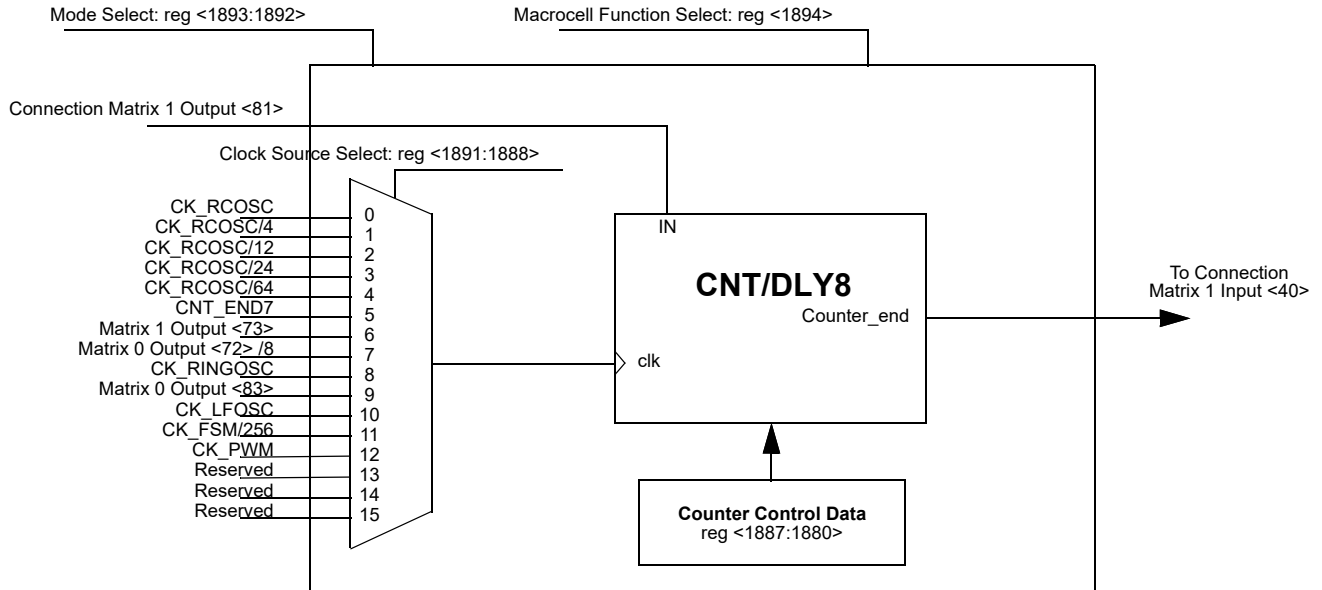 Mode Select: reg <1893:1892>
Macrocell Function Select: reg <1894>
Connection Matrix 1 Output <81>
Clock Source Select: reg <1891:1888>
CK_RCOSC 0
CK_RCOSC/4 1
CK_RCOSC/12 2
CK_RCOSC/24 3
CK_RCOSC/64 4
CNT_END7 5
Matrix 1 Output <73> 6
Matrix 0 Output <72> /8 7
CK_RINGOSC 8
Matrix 0 Output <83> 9
CK_LFOSC 10
CK_FSM/256 11
CK_PWM 12
Reserved 13
Reserved 14
Reserved 15
IN
CNT/DLY8
Counter_end
clk
To Connection
Matrix 1 Input <40>
Counter Control Data
reg <1887:1880>